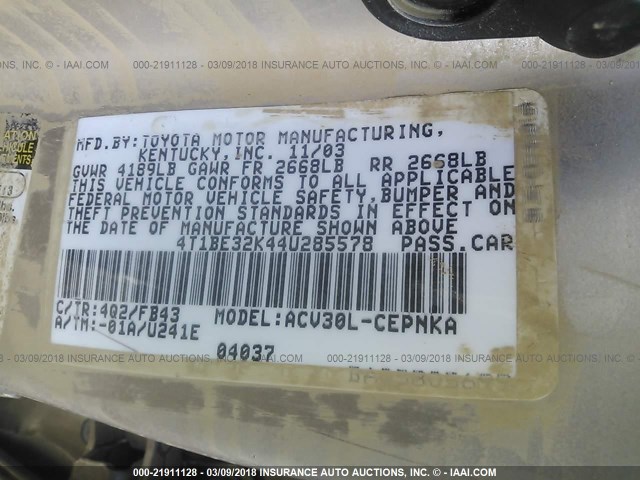 000-21911128 - 03/09/2018 INSURANCE AUTO AUCTIONS, INC. - © IAAI.COM
MFD.BY:TOYOTA MOTOR MANUFACTURING,
KENTUCKY,INC. 11/03
GVWR 4189LB GAWR FR 2668LB RR 2668LB
THIS VEHICLE CONFORMS TO ALL APPLICABLE
FEDERAL MOTOR VEHICLE SAFETY,BUMPER AND
THEFT PREVENTION STANDARDS IN EFFECT ON
THE DATE OF MANUFACTURE SHOWN ABOVE
4T1BE32K44U285578 PASS.CAR
C/TR:4Q2/FB43 MODEL:ACV30L-CEPNKA
A/TM:-01A/U241E
04037
000-21911128 - 03/09/2018 INSURANCE AUTO AUCTIONS, INC. - © IAAI.COM
000-21911128 - 03/09/2018 INSURANCE AUTO AUCTIONS, INC. - © IAAI.COM